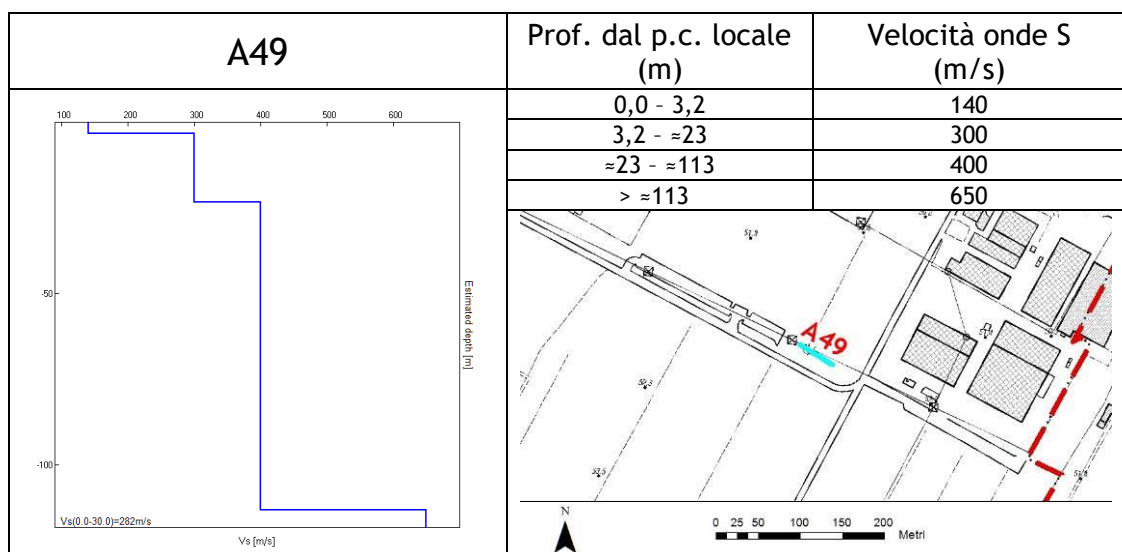 A49
Prof. dal p.c. locale
(m)
Velocità onde S
(m/s)
0,0 – 3,2
140
3,2 – ≈23
300
≈23 – ≈113
400
> ≈113
650
100
200
300
400
500
600
-50
-100
Estimated depth [m]
Vs(0.0-30.0)=282m/s
Vs [m/s]
51,9
A49
N
0 25 50 100 150 200
Metri